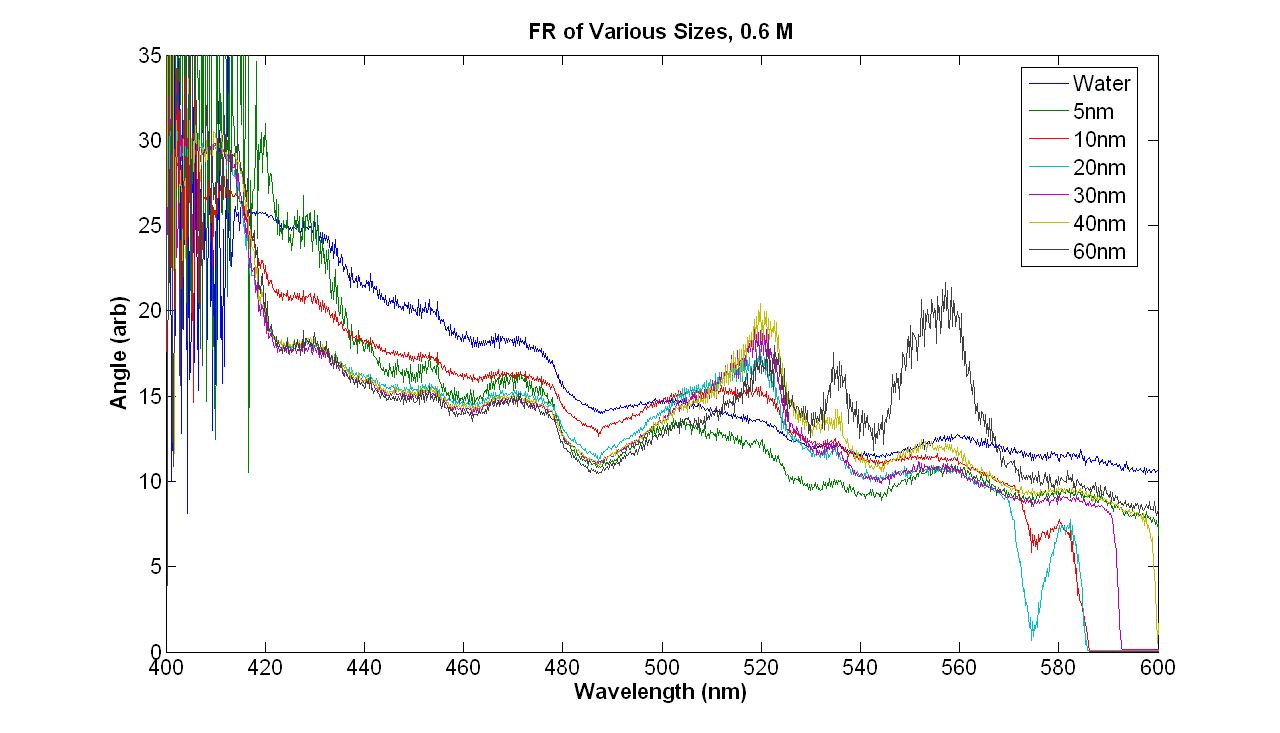 FR of Various Sizes, 0.6 M
35
30
25
20
15
10
5
0
Angle (arb)
Water
5nm
10nm
20nm
30nm
40nm
60nm
400 420 440 460 480 500 520 540 560 580 600
Wavelength (nm)